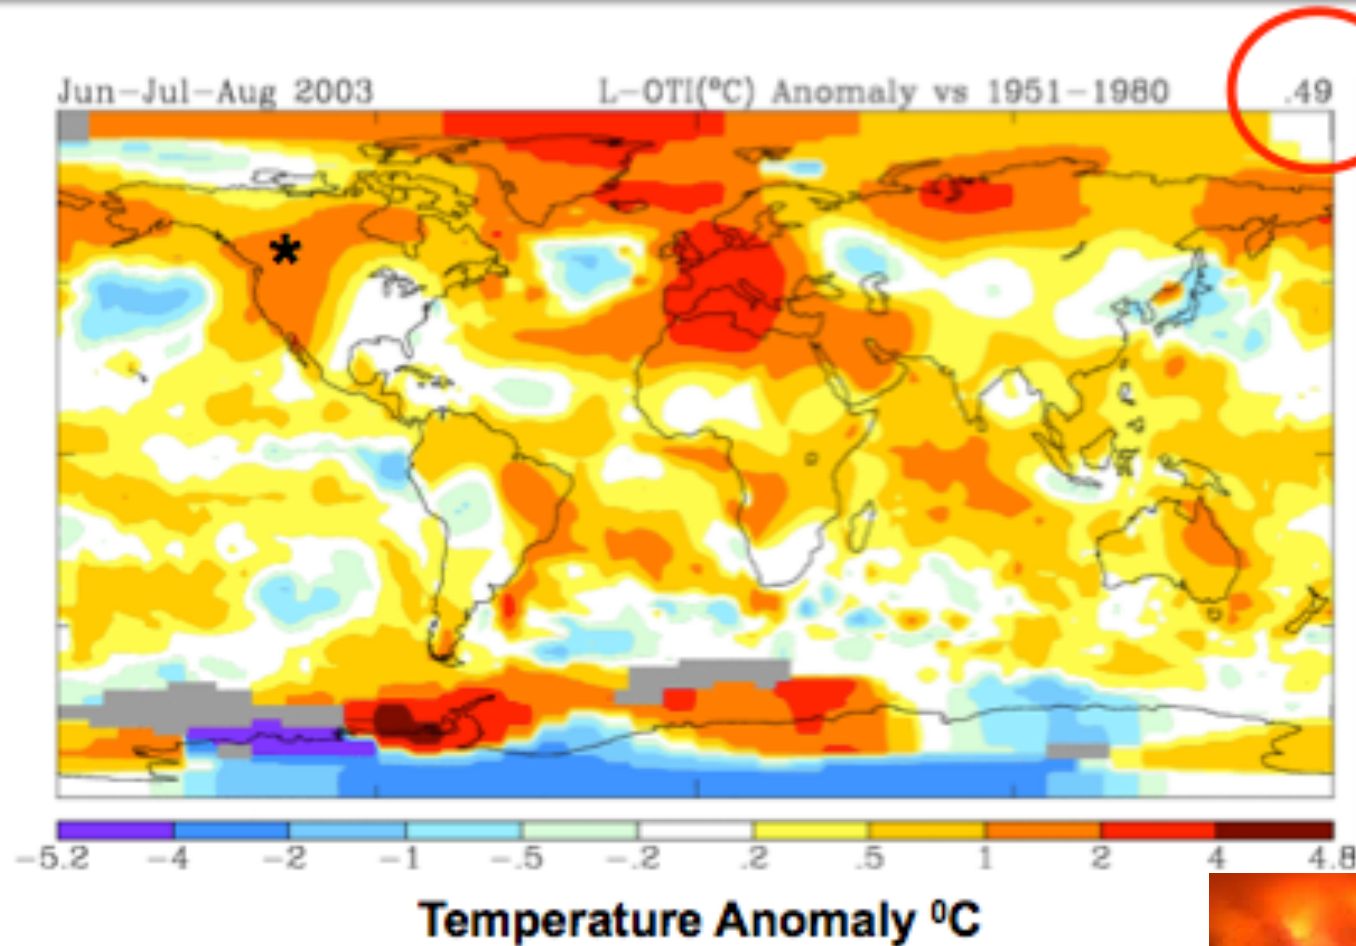 Jun-Jul-Aug 2003 L-OTI(°C) Anomaly vs 1951-1980 .49
*
-5.2 -4 -2 -1 -.5 -.2 .2 .5 1 2 4 4.8
Temperature Anomaly ⁰C